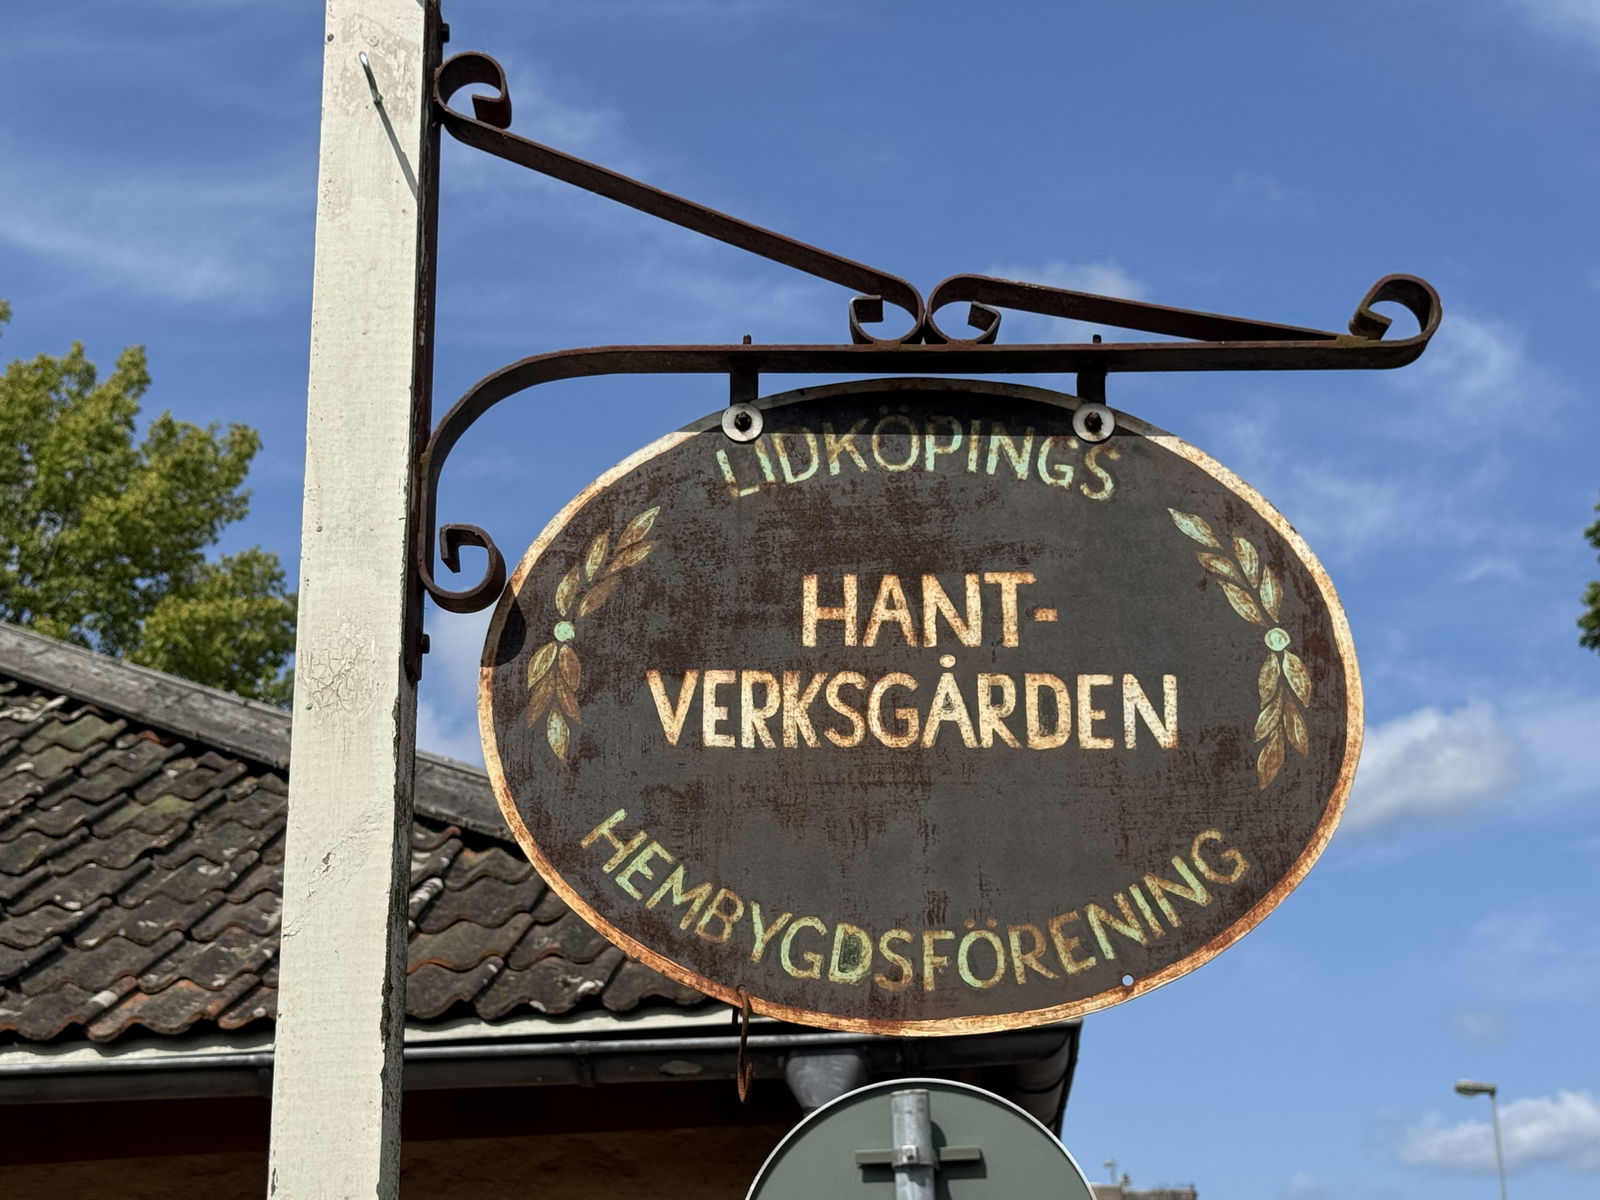 LIDKÖPINGS
HANT-
VERKSGÅRDEN
HEMBYGDSFÖRENING